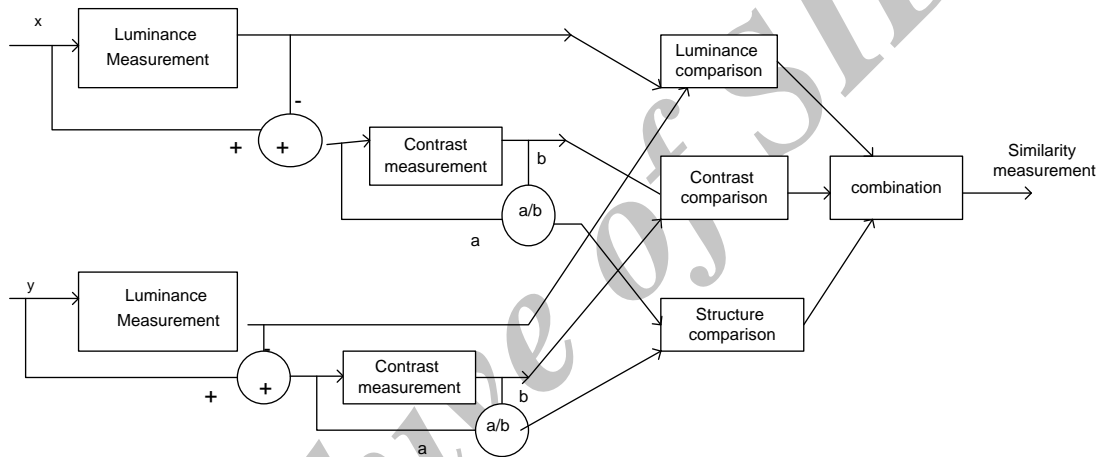 x
Luminance
Measurement
-
+
+
Contrast
measurement
b
a/b
a
y
Luminance
Measurement
-
+
+
Contrast
measurement
b
a/b
a
Luminance
comparison
Contrast
comparison
Structure
comparison
combination
Similarity
measurement